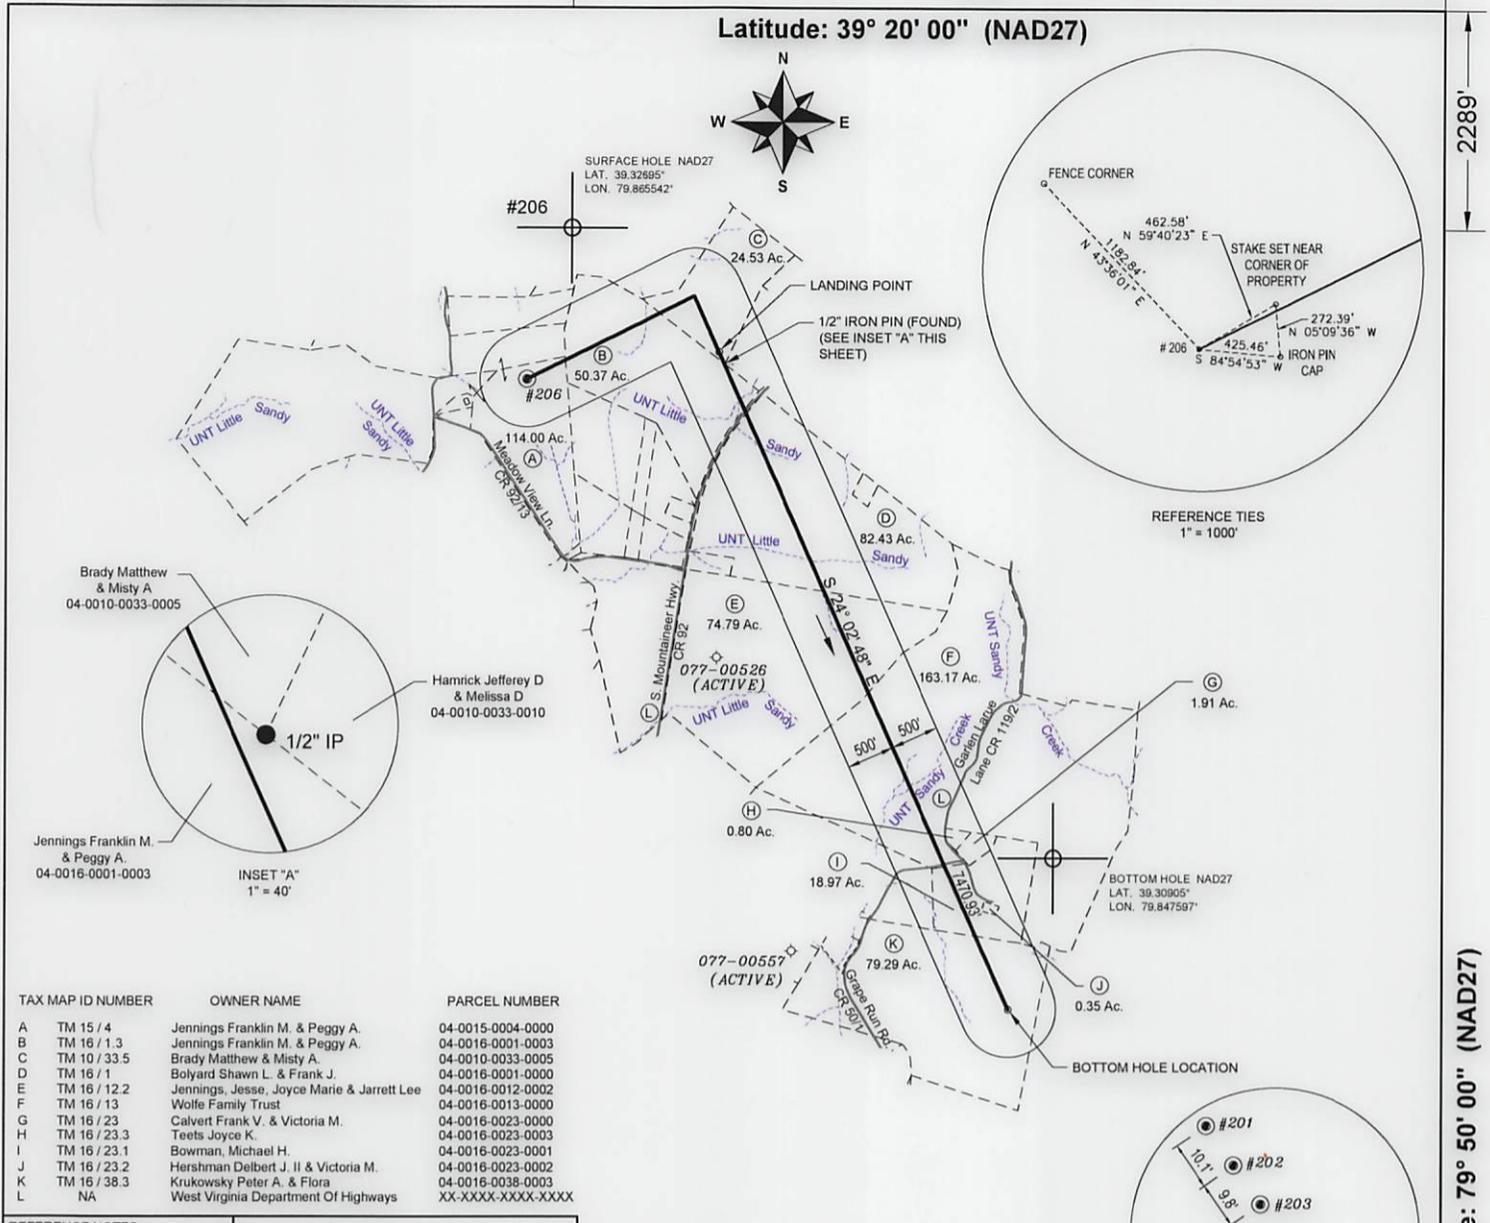 Latitude: 39° 20' 00" (NAD27)
2289'
N
W
E
S
SURFACE HOLE NAD27
LAT. 39.32695°
LON. 79.865542°
#206
C
24.53 Ac.
LANDING POINT
1/2" IRON PIN (FOUND)
(SEE INSET "A" THIS
SHEET)
B
50.37 Ac.
#206
FENCE CORNER
462.58'
N 59°40'23" E
1182.84'
N 43°36'01" E
STAKE SET NEAR
CORNER OF
PROPERTY
272.39'
N 05°09'36" W
# 206
425.46'
S 84°54'53" W
IRON PIN
CAP
REFERENCE TIES
1" = 1000'
UNT Little
Sandy
UNT Little
Sandy
UNT Little
Sandy
114.00 Ac.
A
Meadow View Ln.
CR 92/13
D
82.43 Ac.
UNT Little
Sandy
Brady Matthew
& Misty A
04-0010-0033-0005
E
74.79 Ac.
S. Mountaineer Hwy.
CR 92
077-00526
(ACTIVE)
S 24° 02' 48" E
UNT Sandy
Creek
F
163.17 Ac.
G
1.91 Ac.
Hamrick Jefferey D
& Melissa D
04-0010-0033-0010
1/2" IP
L
UNT Little
Sandy
500'
500'
UNT Sandy
Creek
Garlen Larue
Lane CR 119/2
L
H
0.80 Ac.
Jennings Franklin M.
& Peggy A.
04-0016-0001-0003
INSET "A"
1" = 40'
I
18.97 Ac.
7470.93'
BOTTOM HOLE NAD27
LAT. 39.30905°
LON. 79.847597°
K
79.29 Ac.
077-00557
(ACTIVE)
Grape Run Rd.
CR 50/1
J
0.35 Ac.
BOTTOM HOLE LOCATION
TAX MAP ID NUMBER OWNER NAME PARCEL NUMBER
A TM 15 / 4 Jennings Franklin M. & Peggy A. 04-0015-0004-0000
B TM 16 / 1.3 Jennings Franklin M. & Peggy A. 04-0016-0001-0003
C TM 10 / 33.5 Brady Matthew & Misty A. 04-0010-0033-0005
D TM 16 / 1 Bolyard Shawn L. & Frank J. 04-0016-0001-0000
E TM 16 / 12.2 Jennings, Jesse, Joyce Marie & Jarrett Lee 04-0016-0012-0002
F TM 16 / 13 Wolfe Family Trust 04-0016-0013-0000
G TM 16 / 23 Calvert Frank V. & Victoria M. 04-0016-0023-0000
H TM 16 / 23.3 Teets Joyce K. 04-0016-0023-0003
I TM 16 / 23.1 Bowman, Michael H. 04-0016-0023-0001
J TM 16 / 23.2 Hershman Delbert J. II & Victoria M. 04-0016-0023-0002
K TM 16 / 38.3 Krukowsky Peter A. & Flora 04-0016-0038-0003
L NA West Virginia Department Of Highways XX-XXXX-XXXX-XXXX
#201
10.1'
#202
9.8'
#203
e: 79° 50' 00" (NAD27)